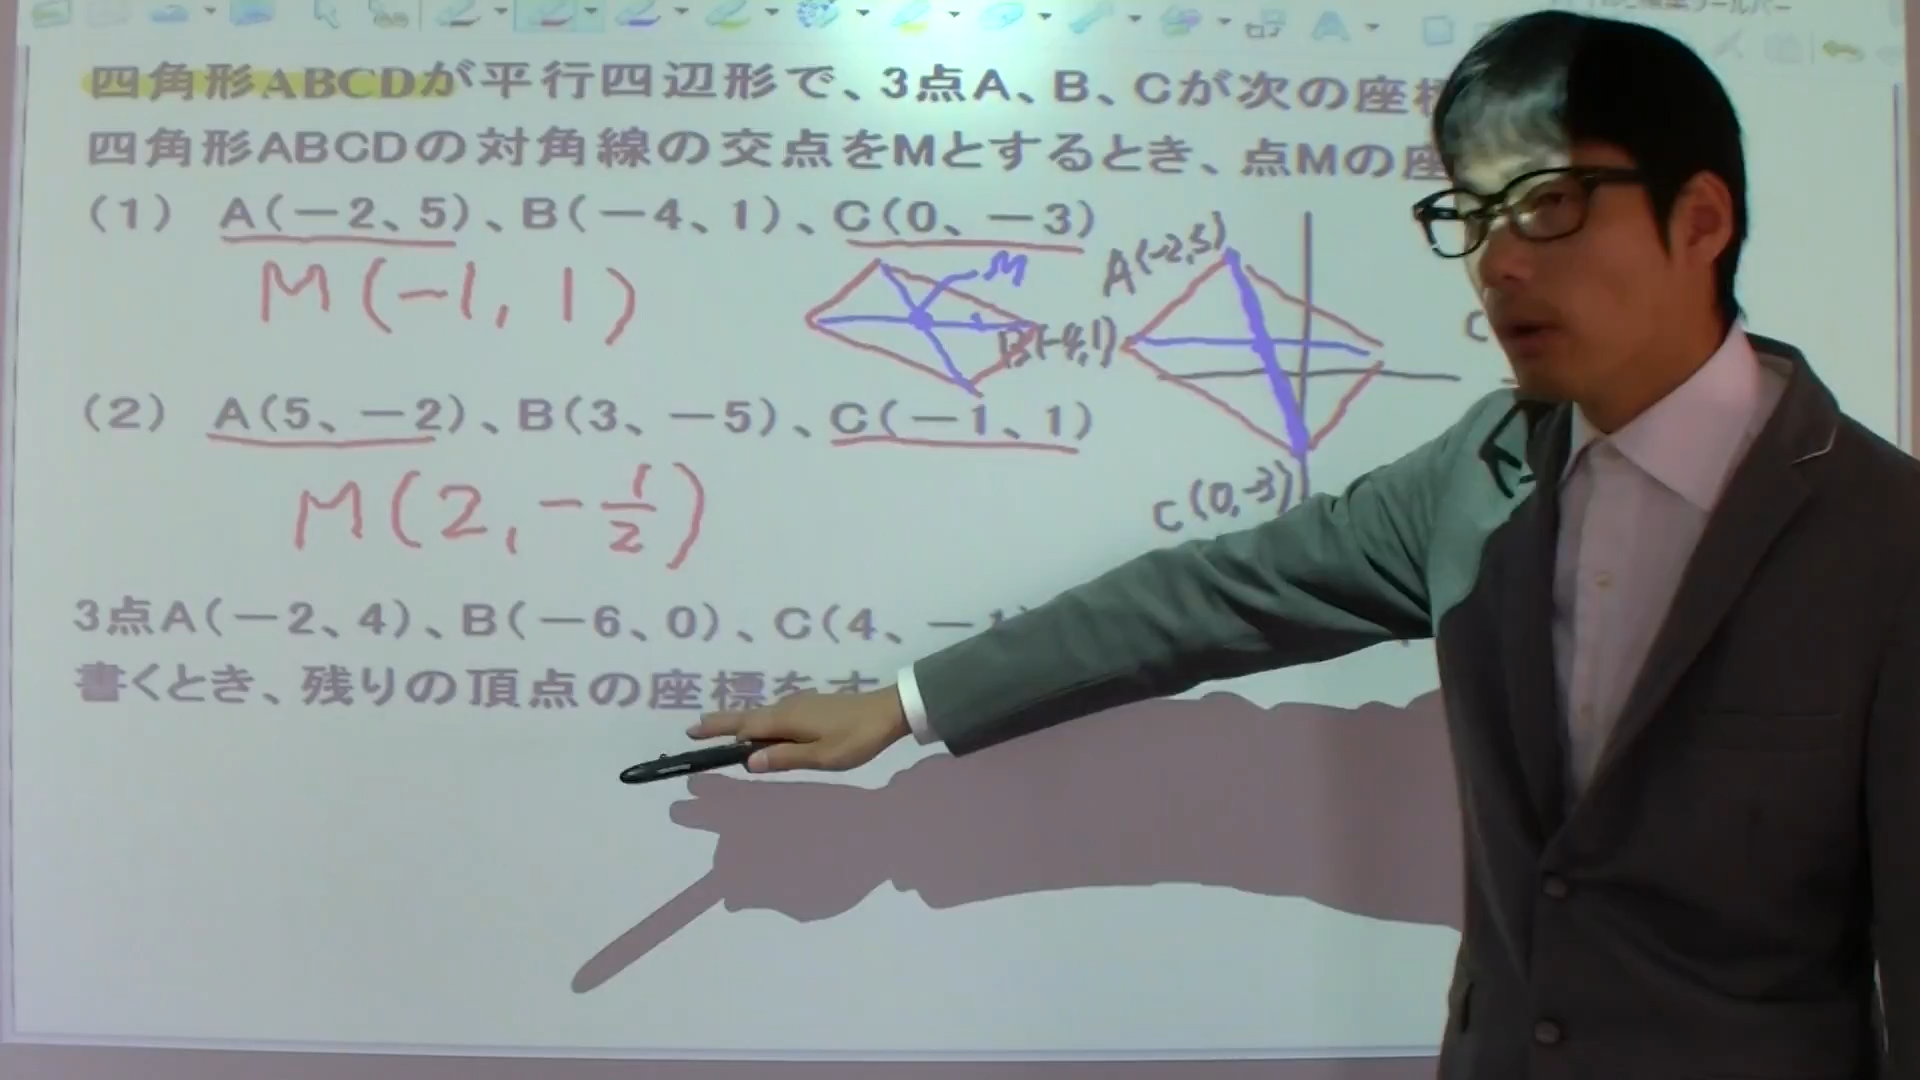 四角形ABCDが平行四辺形で、3点A、B、Cが次の座標
四角形ABCDの対角線の交点をMとするとき、点Mの座
(1) A(－2、5)、B(－4、1)、C(0、－3)
M(-1, 1)
M
A(-2,5)
B(-4,1)
C
C(0,-3)
(2) A(5、－2)、B(3、－5)、C(－1、1)
M(2, -1/2)
3点A(－2、4)、B(－6、0)、C(4、－1)
書くとき、残りの頂点の座標をす